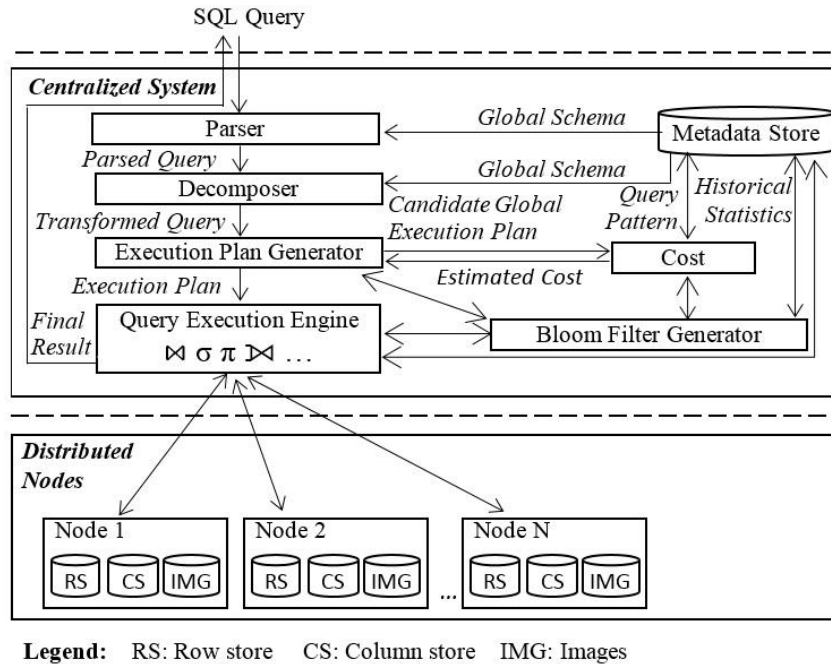 SQL Query
Centralized System
Parser
Global Schema
Metadata Store
Parsed Query
Decomposer
Global Schema
Transformed Query
Candidate Global
Execution Plan
Query
Pattern
Historical
Statistics
Execution Plan Generator
Cost
Execution Plan
Estimated Cost
Final
Result
Query Execution Engine
⋈ σ π ⟕ ...
Bloom Filter Generator
Distributed
Nodes
Node 1
Node 2
Node N
RS CS IMG
RS CS IMG
...
RS CS IMG
Legend: RS: Row store CS: Column store IMG: Images